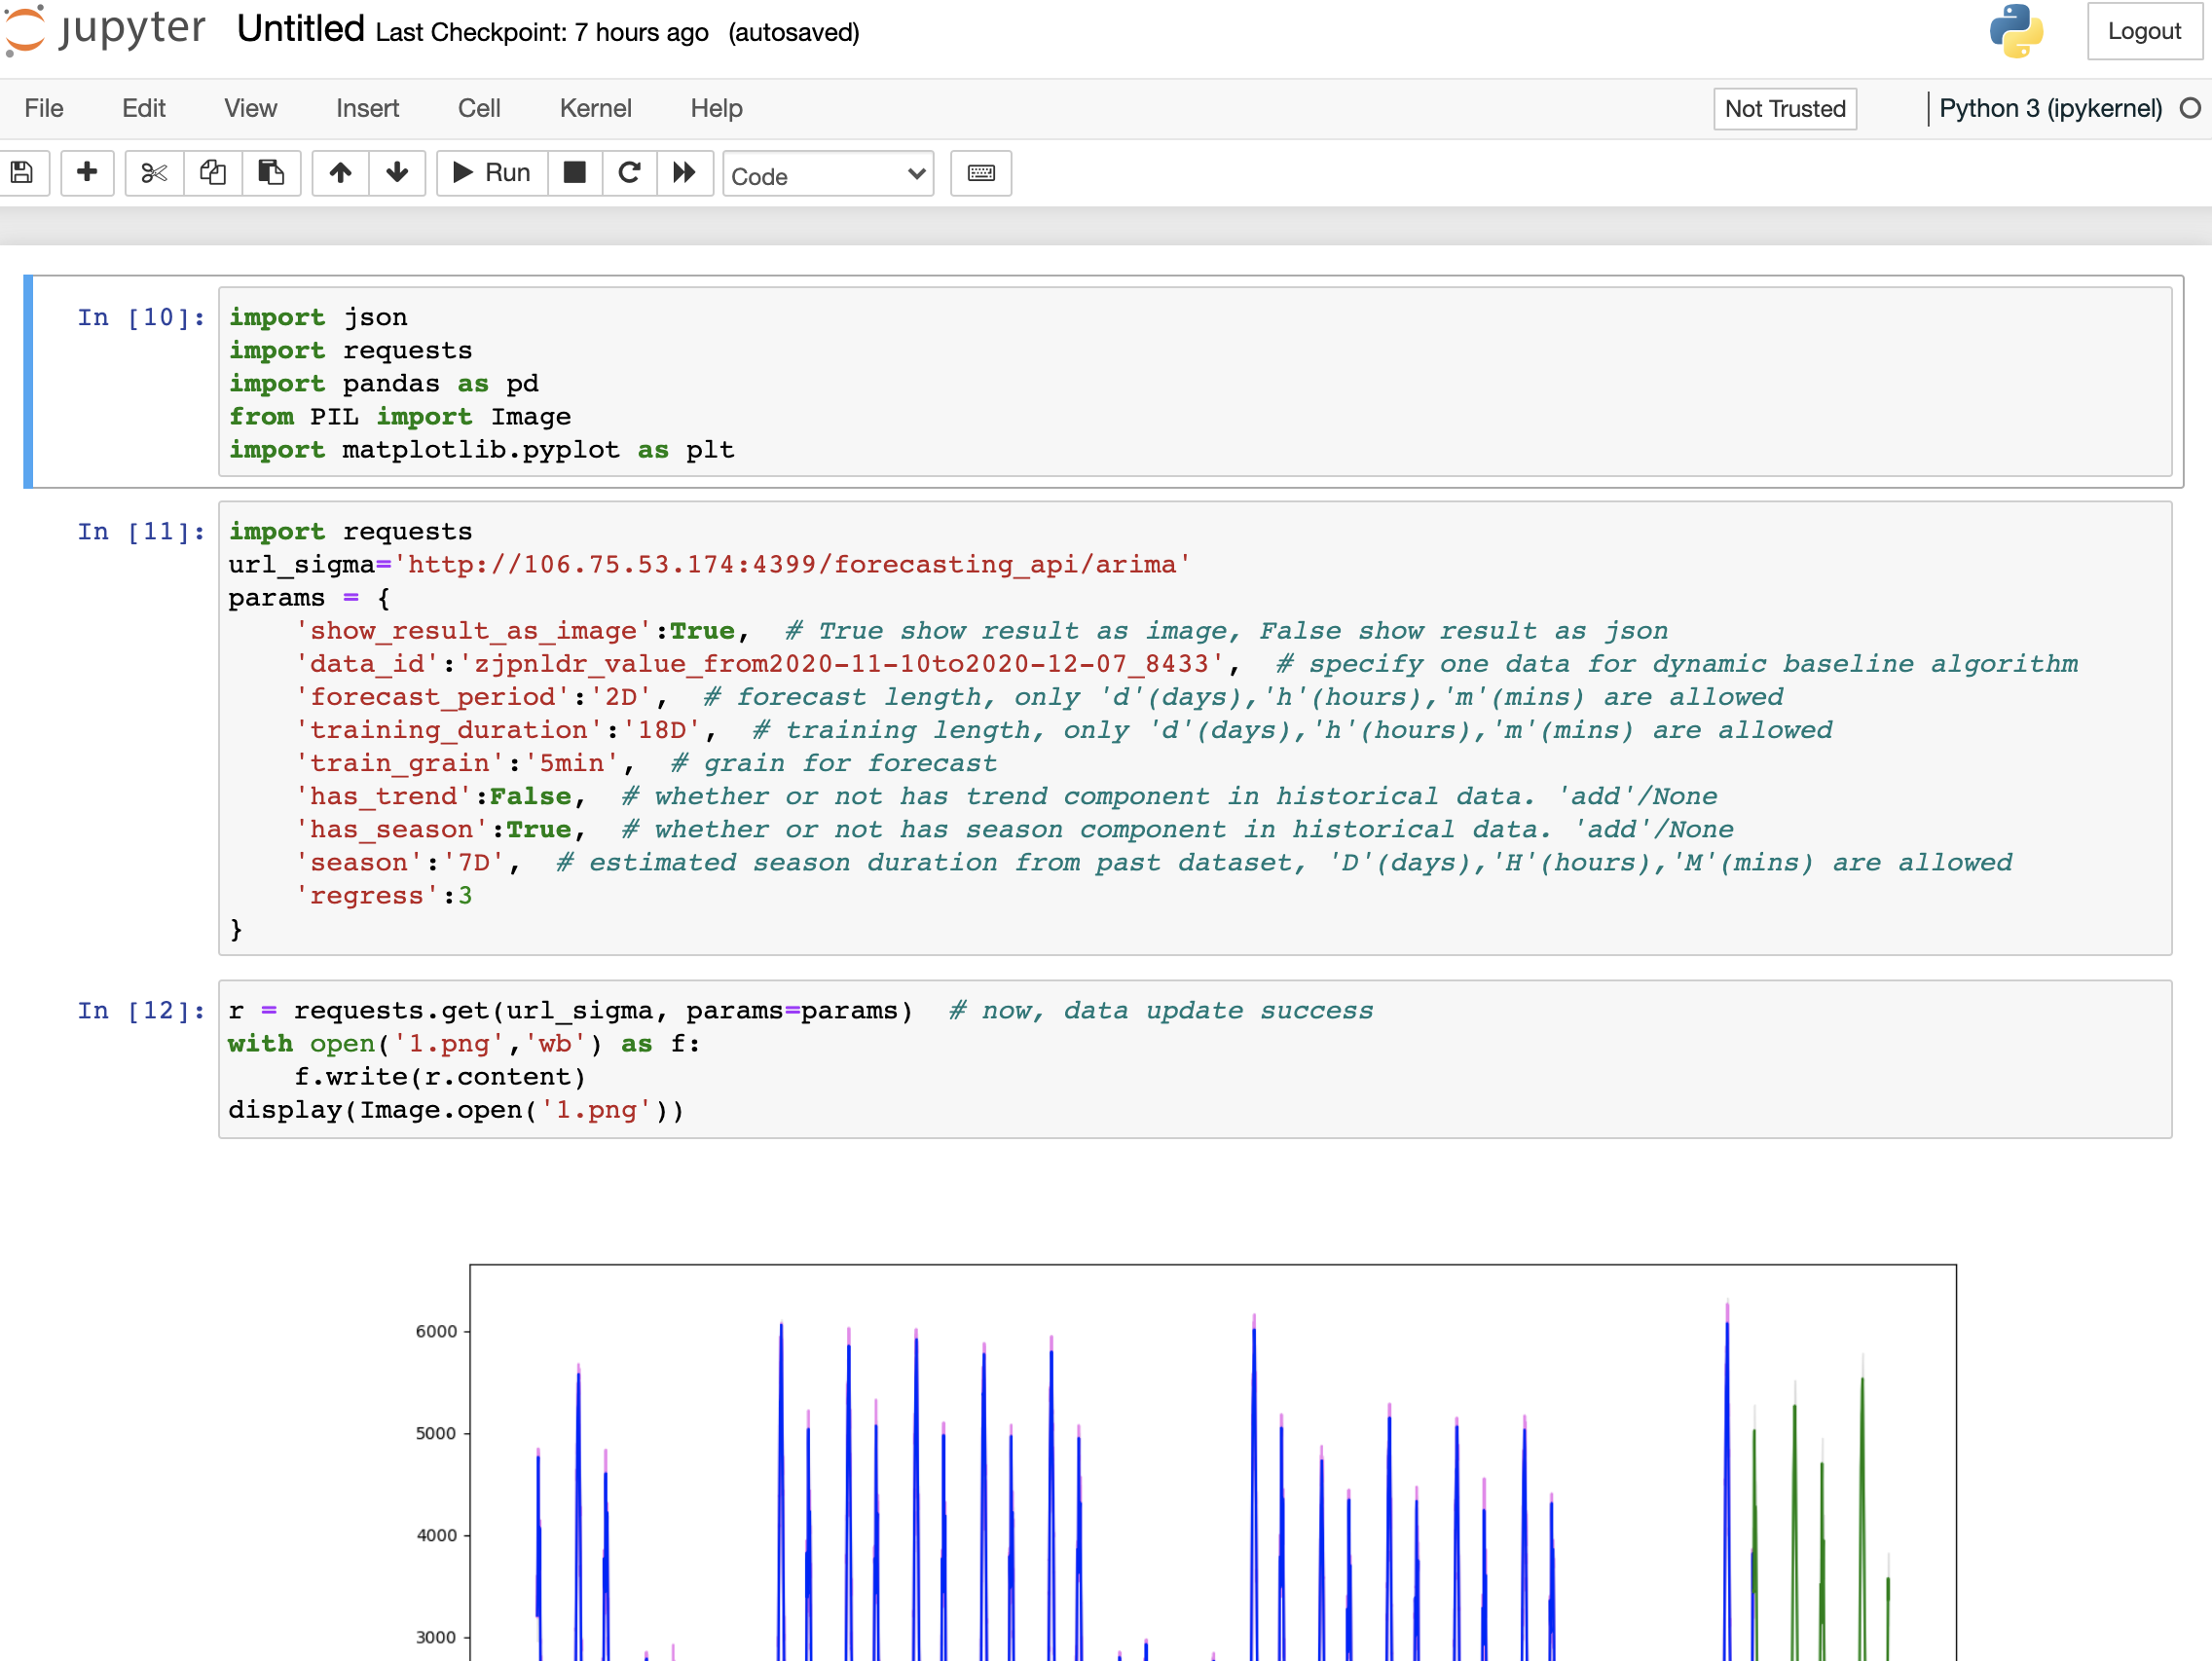 jupyter Untitled Last Checkpoint: 7 hours ago (autosaved) Logout
File Edit View Insert Cell Kernel Help Not Trusted Python 3 (ipykernel)
Run Code
In [10]: import json
import requests
import pandas as pd
from PIL import Image
import matplotlib.pyplot as plt
In [11]: import requests
url_sigma='http://106.75.53.174:4399/forecasting_api/arima'
params = {
    'show_result_as_image':True,  # True show result as image, False show result as json
    'data_id':'zjpnldr_value_from2020-11-10to2020-12-07_8433',  # specify one data for dynamic baseline algorithm
    'forecast_period':'2D',  # forecast length, only 'd'(days),'h'(hours),'m'(mins) are allowed
    'training_duration':'18D',  # training length, only 'd'(days),'h'(hours),'m'(mins) are allowed
    'train_grain':'5min',  # grain for forecast
    'has_trend':False,  # whether or not has trend component in historical data. 'add'/None
    'has_season':True,  # whether or not has season component in historical data. 'add'/None
    'season':'7D',  # estimated season duration from past dataset, 'D'(days),'H'(hours),'M'(mins) are allowed
    'regress':3
}
In [12]: r = requests.get(url_sigma, params=params)  # now, data update success
with open('1.png','wb') as f:
    f.write(r.content)
display(Image.open('1.png'))
6000
5000
4000
3000